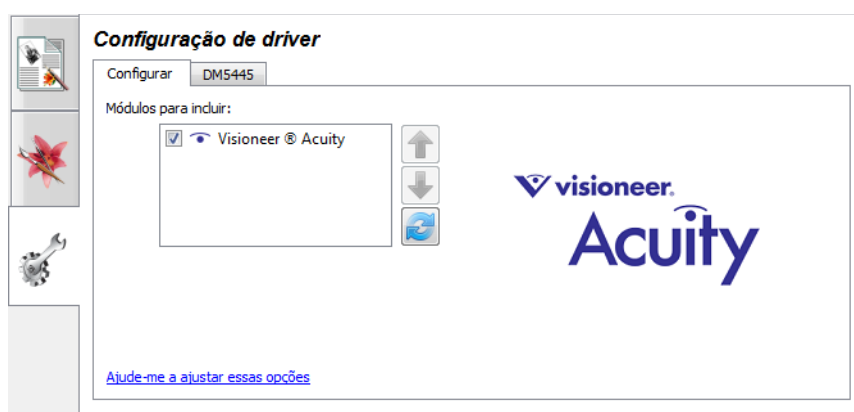 Configuração de driver
Configurar
DM5445
Módulos para incluir:
Visioneer ® Acuity
visioneer.
Acuity
Ajude-me a ajustar essas opções